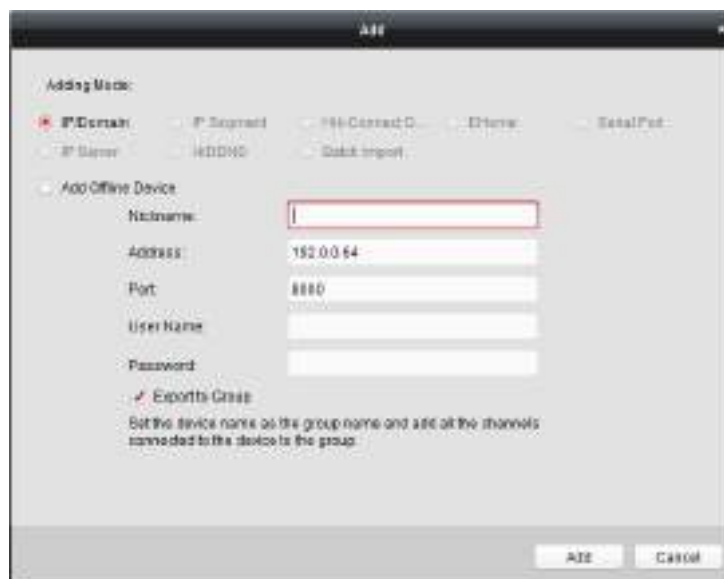 Add
Adding Mode:
IP/Domain IP Segment Hik-Connect D... EHome Serial Port
IP Server HiDDNS Batch Import
Add Offline Device
Nickname:
Address: 192.0.0.64
Port: 8000
User Name:
Password:
Export to Group
Set the device name as the group name and add all the channels
connected to the device to the group.
Add Cancel